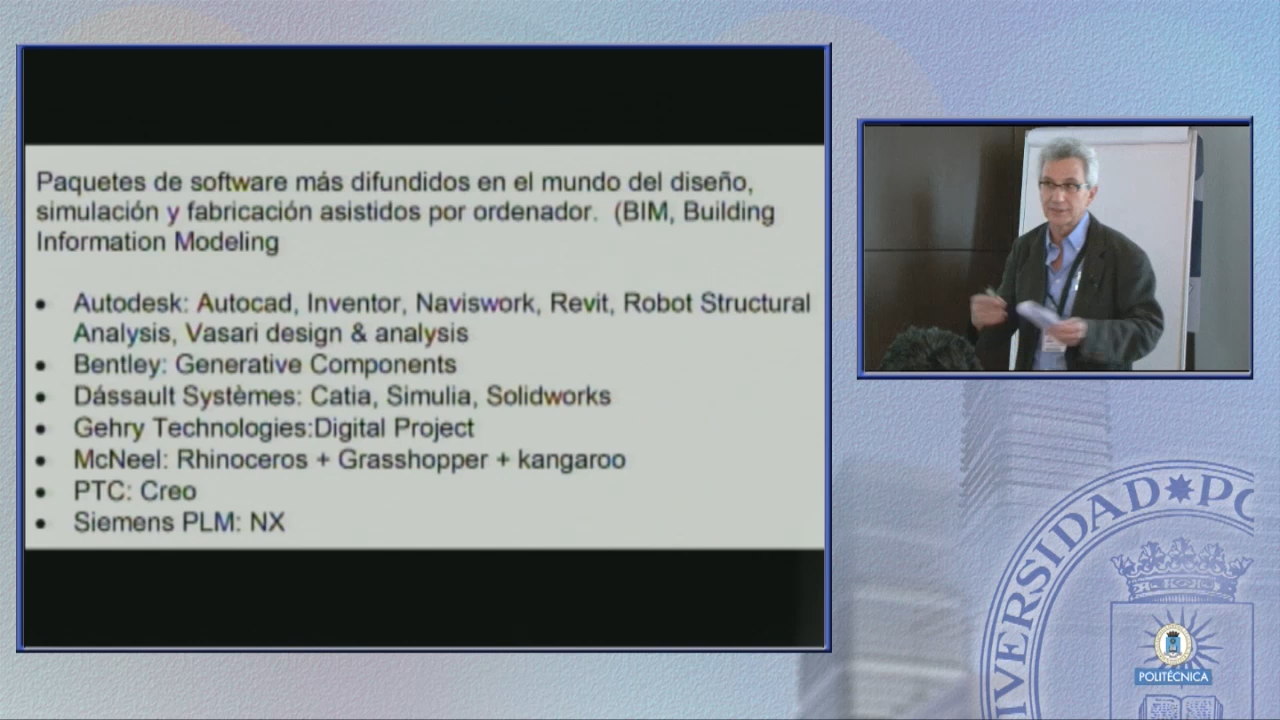 Paquetes de software más difundidos en el mundo del diseño,
simulación y fabricación asistidos por ordenador. (BIM, Building
Information Modeling
• Autodesk: Autocad, Inventor, Naviswork, Revit, Robot Structural
Analysis, Vasari design & analysis
• Bentley: Generative Components
• Dássault Systèmes: Catia, Simulia, Solidworks
• Gehry Technologies:Digital Project
• McNeel: Rhinoceros + Grasshopper + kangaroo
• PTC: Creo
• Siemens PLM: NX
IVERSIDAD PO
POLITÉCNICA